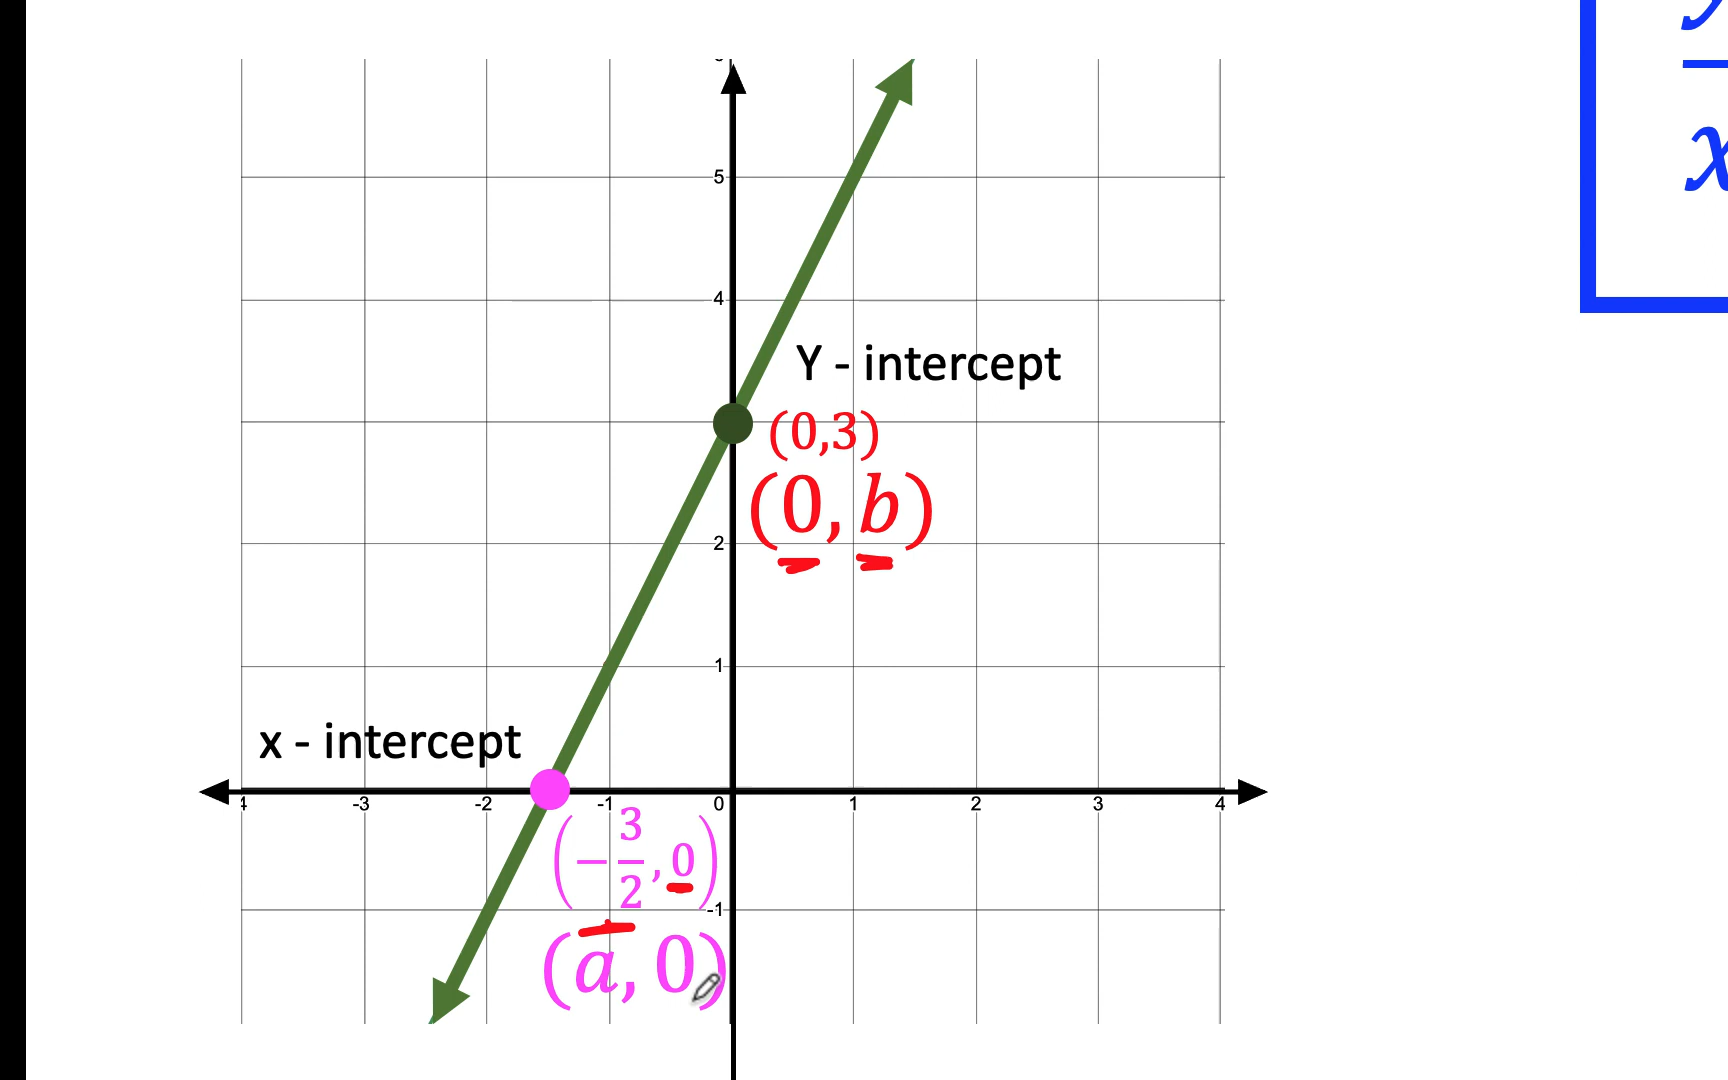 5
4
Y - intercept
(0,3)
(0, b)
2
1
x - intercept
-3 -2 -1 0 1 2 3 4
(-3/2, 0)
-1
(a, 0)